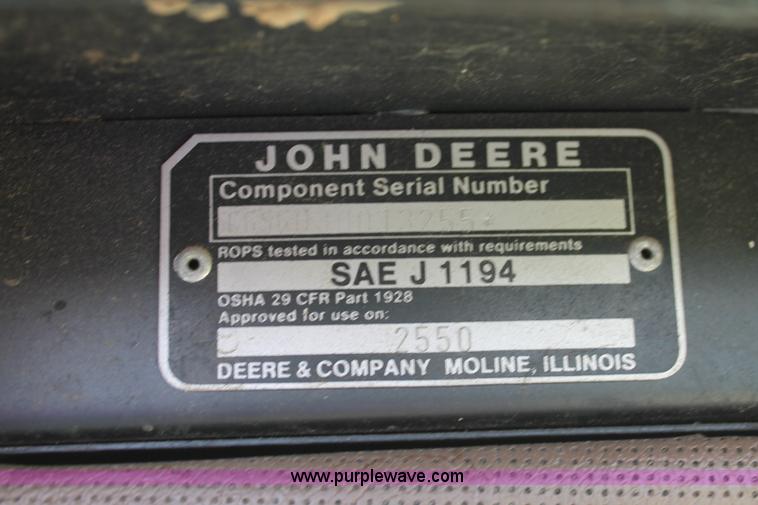 JOHN DEERE
Component Serial Number
ROPS tested in accordance with requirements
SAE J 1194
OSHA 29 CFR Part 1928
Approved for use on:
2550
DEERE & COMPANY MOLINE, ILLINOIS
www.purplewave.com